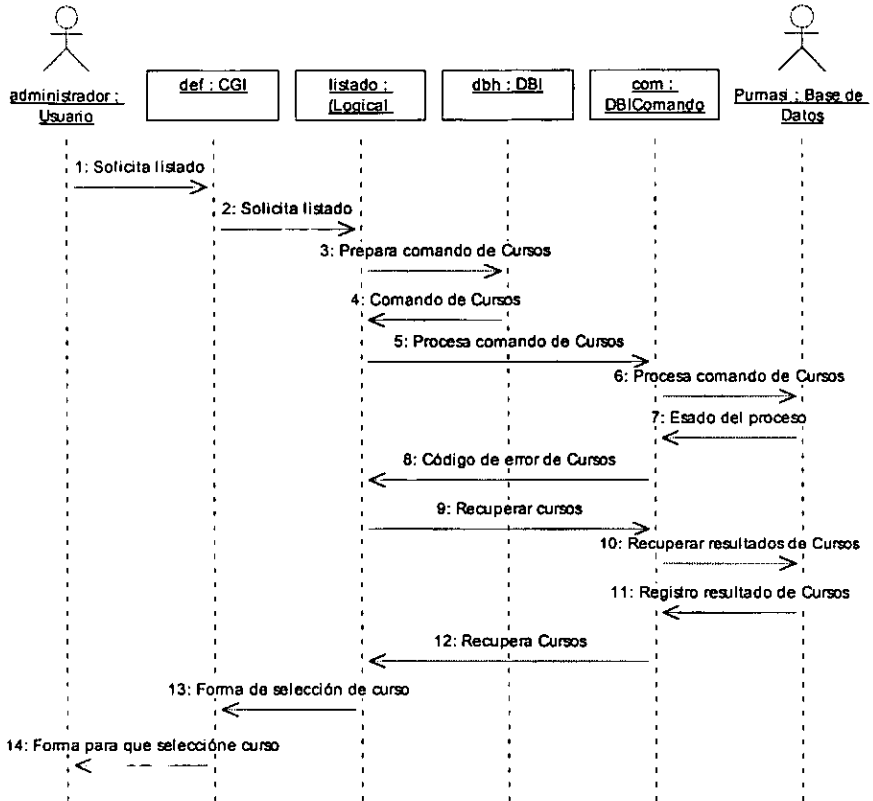 administrador :
Usuario
def : CGI
listado :
(Logical
dbh : DBI
com :
DBIComando
Pumasi : Base de
Datos
1: Solicita listado
2: Solicita listado
3: Prepara comando de Cursos
4: Comando de Cursos
5: Procesa comando de Cursos
6: Procesa comando de Cursos
7: Esado del proceso
8: Código de error de Cursos
9: Recuperar cursos
10: Recuperar resultados de Cursos
11: Registro resultado de Cursos
12: Recupera Cursos
13: Forma de selección de curso
14: Forma para que seleccióne curso